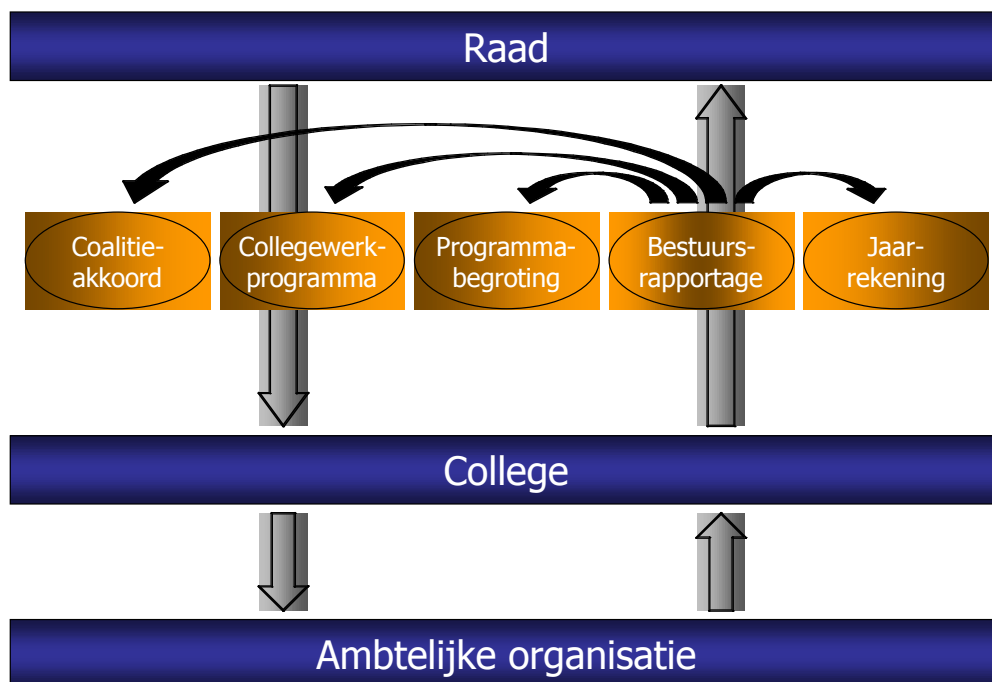 Raad
Coalitie-
akkoord
Collegewerk-
programma
Programma-
begroting
Bestuurs-
rapportage
Jaar-
rekening
College
Ambtelijke organisatie